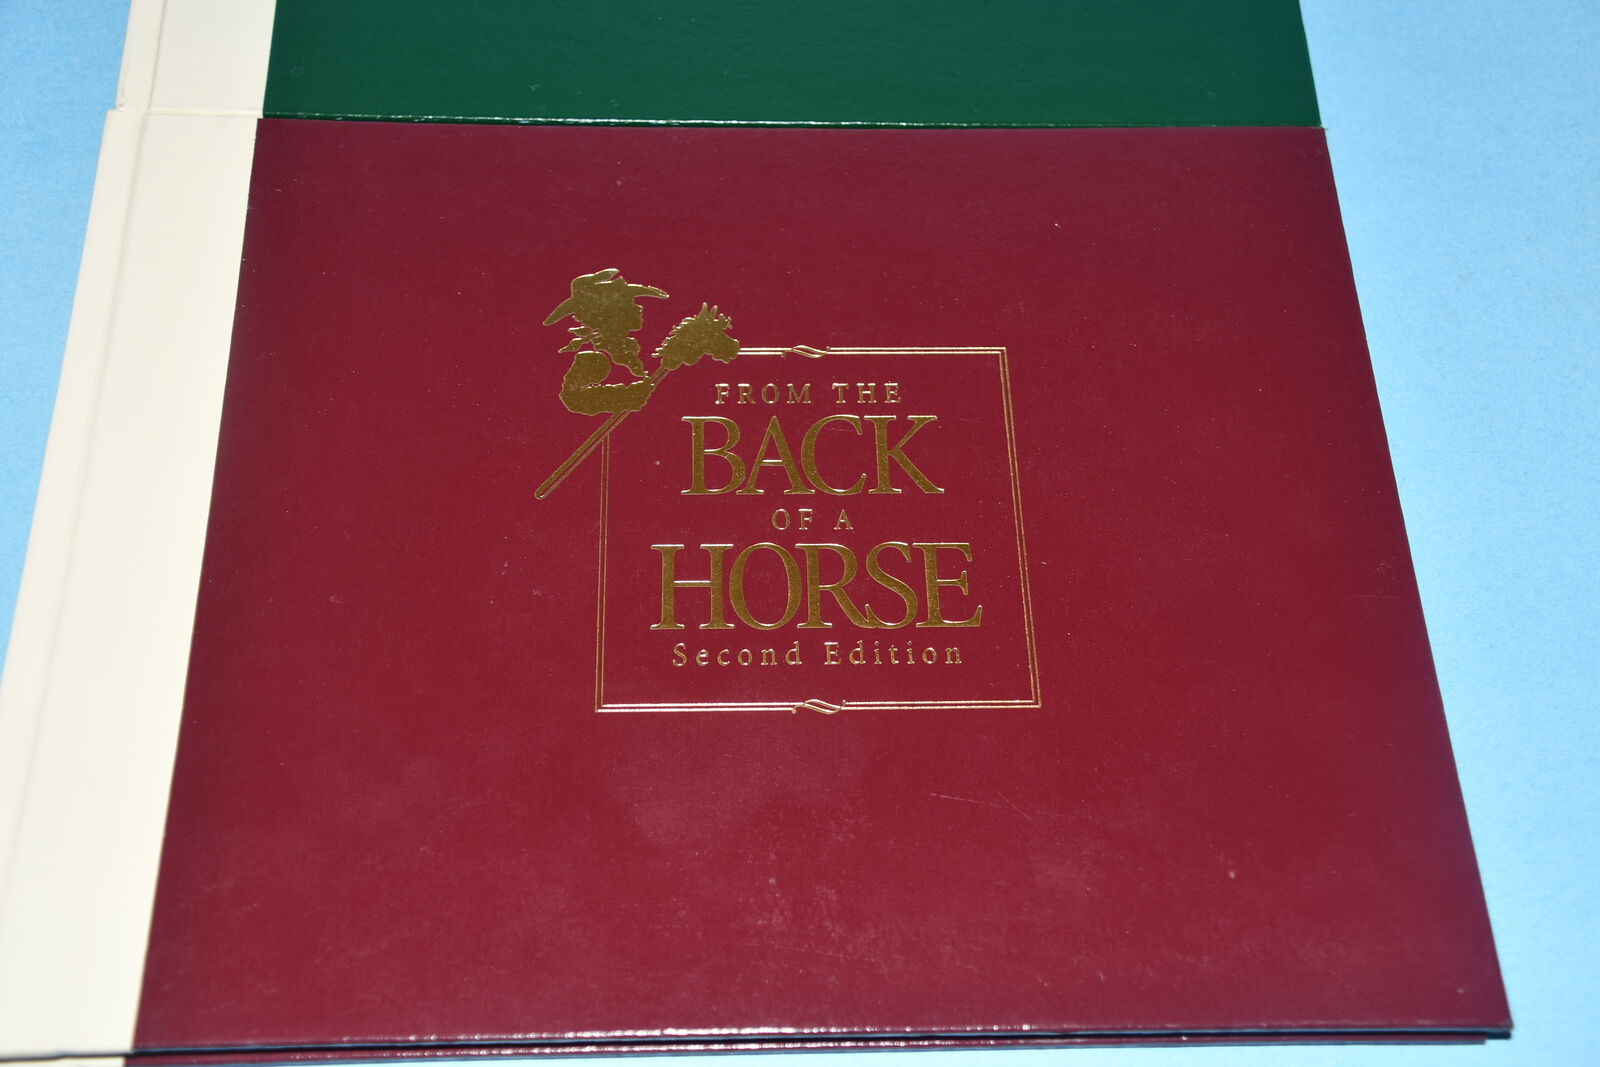 FROM THE
BACK
OF A
HORSE
Second Edition